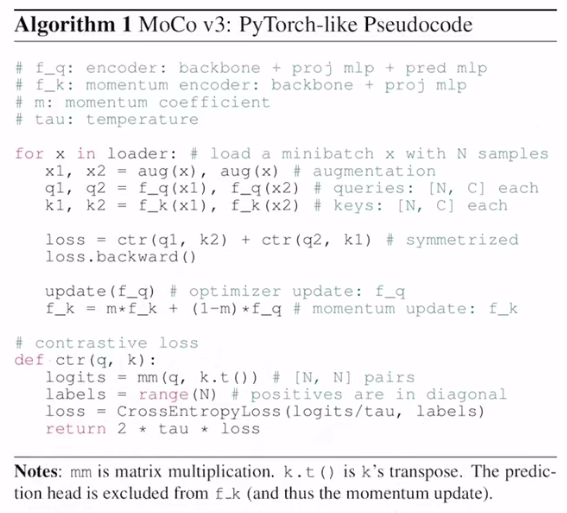 Algorithm 1 MoCo v3: PyTorch-like Pseudocode
# f_q: encoder: backbone + proj mlp + pred mlp
# f_k: momentum encoder: backbone + proj mlp
# m: momentum coefficient
# tau: temperature
for x in loader: # load a minibatch x with N samples
x1, x2 = aug(x), aug(x) # augmentation
q1, q2 = f_q(x1), f_q(x2) # queries: [N, C] each
k1, k2 = f_k(x1), f_k(x2) # keys: [N, C] each
loss = ctr(q1, k2) + ctr(q2, k1) # symmetrized
loss.backward()
update(f_q) # optimizer update: f_q
f_k = m*f_k + (1-m)*f_q # momentum update: f_k
# contrastive loss
def ctr(q, k):
logits = mm(q, k.t()) # [N, N] pairs
labels = range(N) # positives are in diagonal
loss = CrossEntropyLoss(logits/tau, labels)
return 2 * tau * loss
Notes: mm is matrix multiplication. k.t() is k's transpose. The predic-
tion head is excluded from f_k (and thus the momentum update).